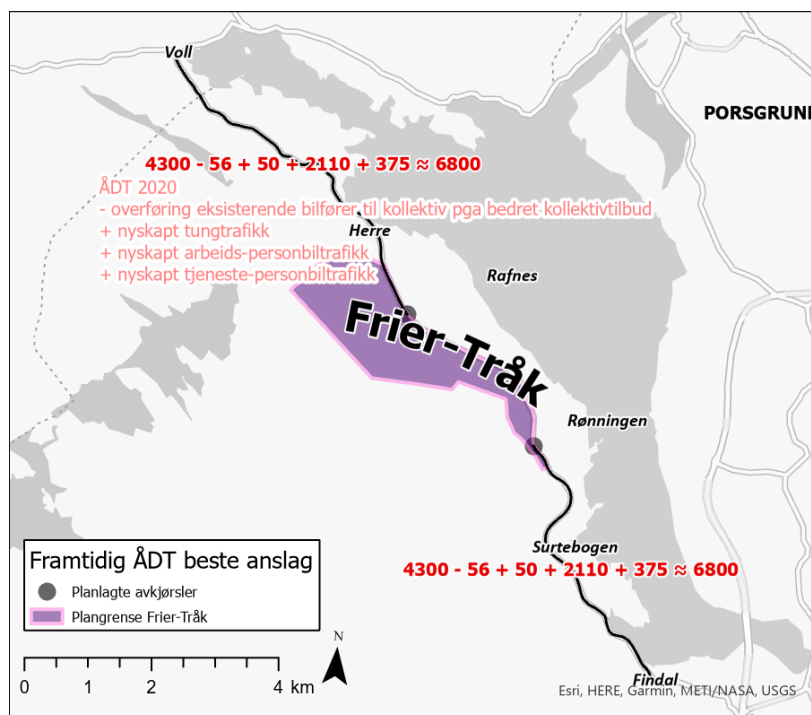 Voll
PORSGRUN
4300 - 56 + 50 + 2110 + 375 ≈ 6800
ÅDT 2020
- overføring eksisterende bilfører til kollektiv pga bedret kollektivtilbud
+ nyskapt tungtrafikk
+ nyskapt arbeids-personbiltrafikk
+ nyskapt tjeneste-personbiltrafikk
Herre
Rafnes
Frier-Tråk
Rønningen
Surtebogen
4300 - 56 + 50 + 2110 + 375 ≈ 6800
Findal
Framtidig ÅDT beste anslag
Planlagte avkjørsler
Plangrense Frier-Tråk
N
0 1 2 4 km
Esri, HERE, Garmin, METI/NASA, USGS